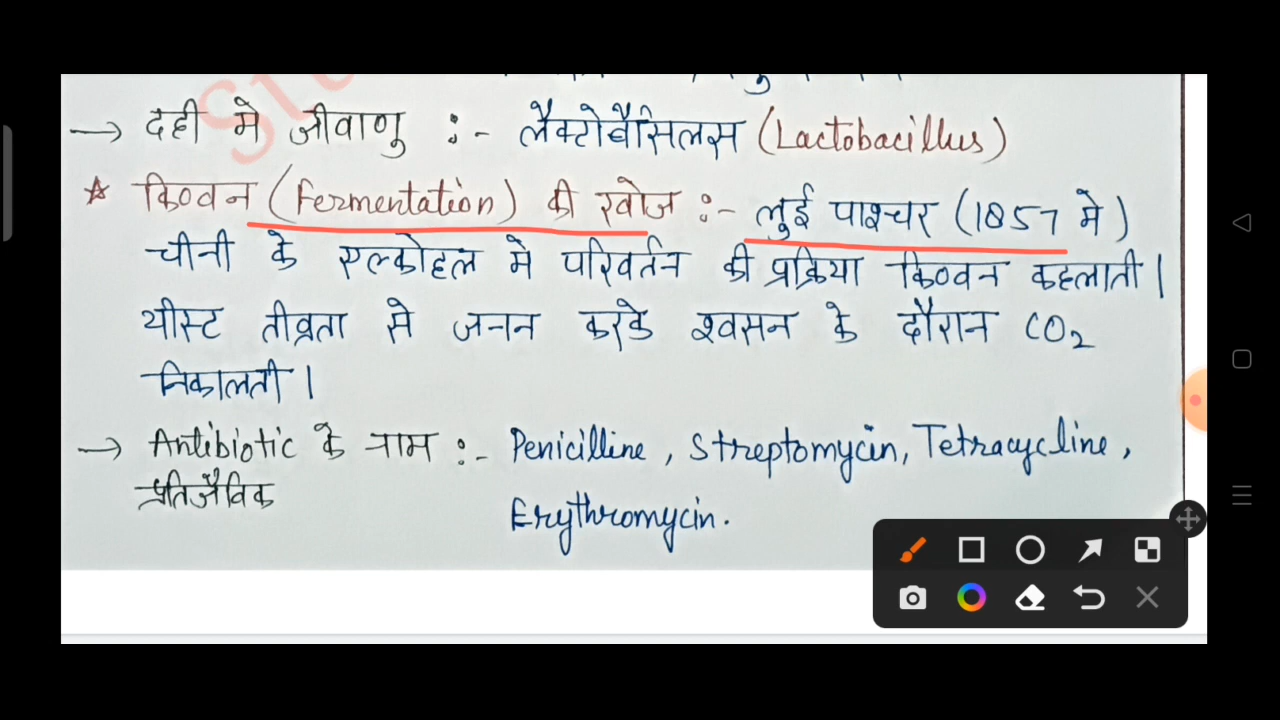 → दही मे जीवाणु :- लैक्टोबैसिलस (Lactobacillus)
☆ किण्वन (Fermentation) की खोज :- लुई पाश्चर (1857 मे)
चीनी के एल्कोहल मे परिवर्तन की प्रक्रिया किण्वन कहलाती।
यीस्ट तीव्रता से जनन करके श्वसन के दौरान CO₂
निकालती।
→ Antibiotic के नाम :- Penicilline, Streptomycin, Tetracycline,
प्रतिजैविक
Erythromycin.